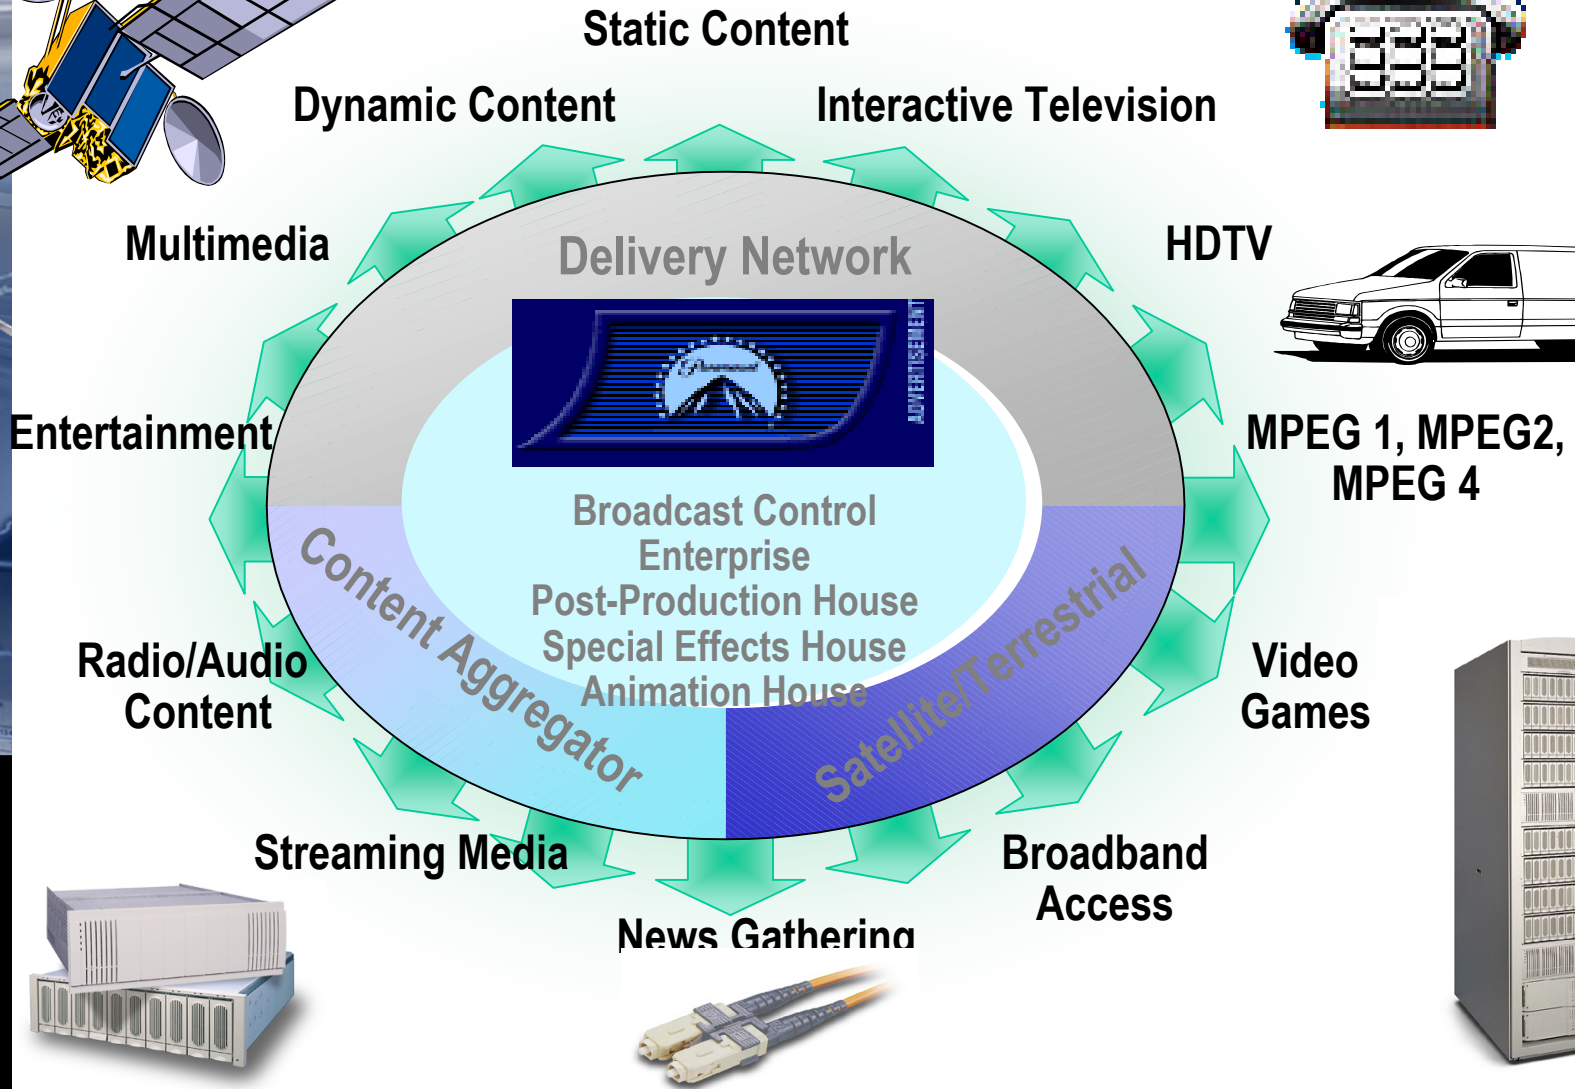 Static Content
Dynamic Content
Interactive Television
Multimedia
HDTV
Delivery Network
ADVERTISEMENT
Paramount
Entertainment
MPEG 1, MPEG2,
MPEG 4
Broadcast Control
Enterprise
Post-Production House
Special Effects House
Animation House
Content Aggregator
Satellite/Terrestrial
Radio/Audio
Content
Video
Games
Streaming Media
Broadband
Access
News Gathering